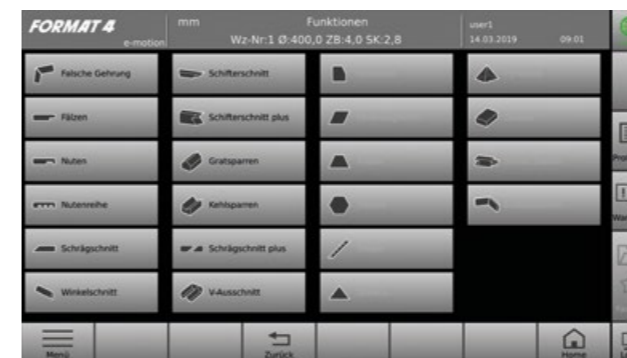 FORMAT 4
e-motion
mm
Funktionen
Wz-Nr:1 Ø:400,0 ZB:4,0 SK:2,8
user1
14.03.2019 09:01
Falsche Gehrung
Schifterschnitt
Fälzen
Schifterschnitt plus
Nuten
Gratsparren
Nutenreihe
Kehlsparren
Schrägschnitt
Schrägschnitt plus
Winkelschnitt
V-Ausschnitt
Menü
Zurück
Home